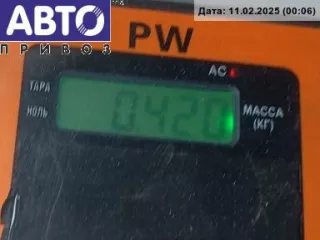 АВТО
ПРИВОЗ
Дата: 11.02.2025 (00:06)
PW
AC
ТАРА
НОЛЬ
0420
МАССА
(КГ)